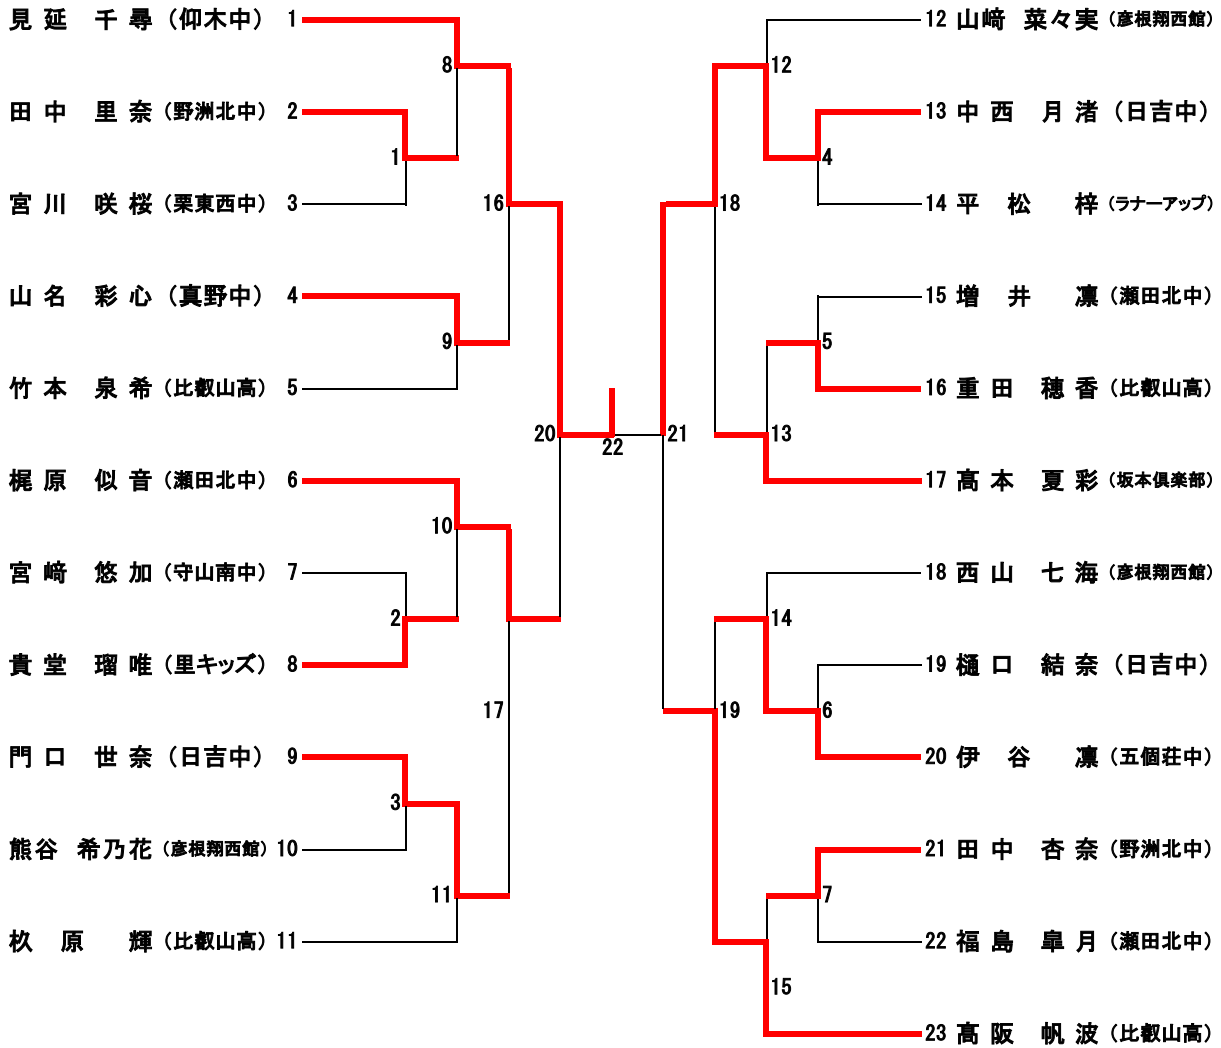 見延 千尋 (仰木中) 1
8
田中 里奈 (野洲北中) 2
1
宮川 咲桜 (栗東西中) 3
16
山名 彩心 (真野中) 4
9
竹本 泉希 (比叡山高) 5
20
22
梶原 似音 (瀬田北中) 6
10
宮﨑 悠加 (守山南中) 7
2
貴堂 瑠唯 (里キッズ) 8
17
門口 世奈 (日吉中) 9
3
熊谷 希乃花 (彦根翔西館) 10
11
杦原 輝 (比叡山高) 11
12 山﨑 菜々実 (彦根翔西館)
12
13 中西 月渚 (日吉中)
4
14 平松 梓 (ラナーアップ)
18
15 増井 凛 (瀬田北中)
5
16 重田 穂香 (比叡山高)
13
21
17 髙本 夏彩 (坂本倶楽部)
18 西山 七海 (彦根翔西館)
14
19 樋口 結奈 (日吉中)
6
19
20 伊谷 凛 (五個荘中)
21 田中 杏奈 (野洲北中)
7
22 福島 皐月 (瀬田北中)
15
23 髙阪 帆波 (比叡山高)